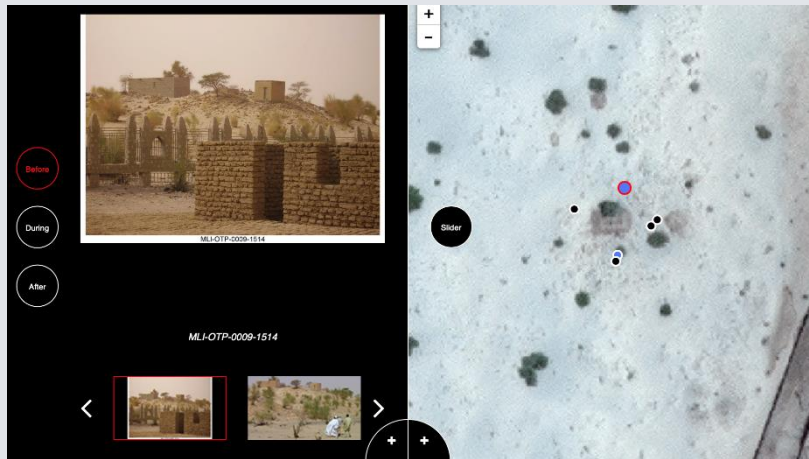 Before
During
After
MLI-OTP-0009-1514
MLI-OTP-0009-1514
+
-
Slider
+ +